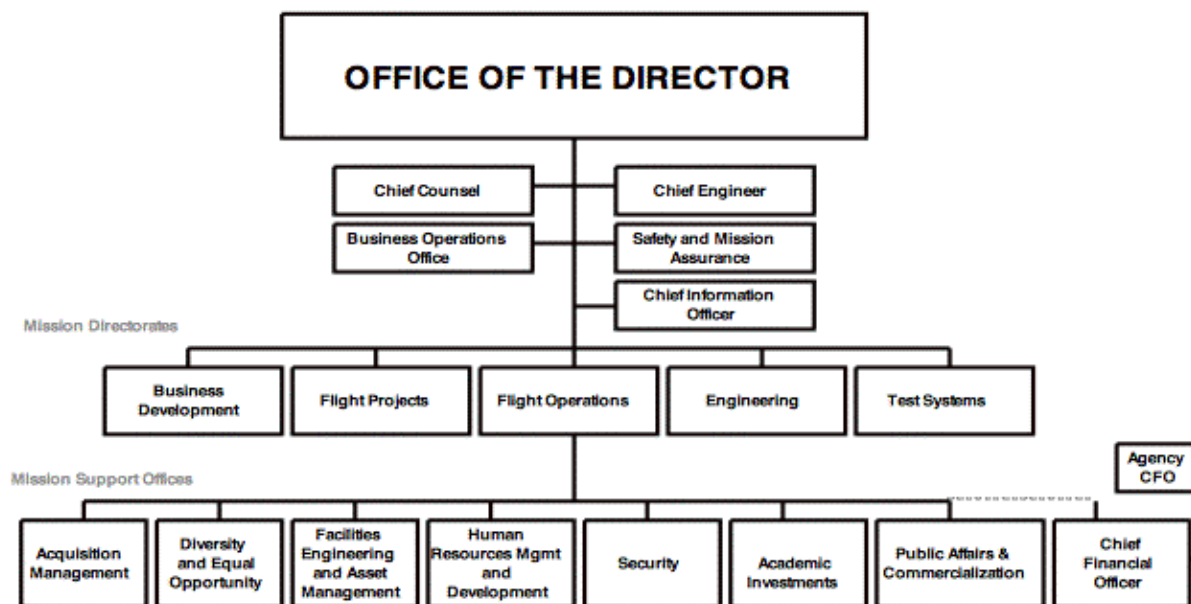 OFFICE OF THE DIRECTOR
Chief Counsel
Chief Engineer
Business Operations
Office
Safety and Mission
Assurance
Chief Information
Officer
Mission Directorates
Business
Development
Flight Projects
Flight Operations
Engineering
Test Systems
Agency
CFO
Mission Support Offices
Acquisition
Management
Diversity
and Equal
Opportunity
Facilities
Engineering
and Asset
Management
Human
Resources Mgmt
and
Development
Security
Academic
Investments
Public Affairs &
Commercialization
Chief
Financial
Officer